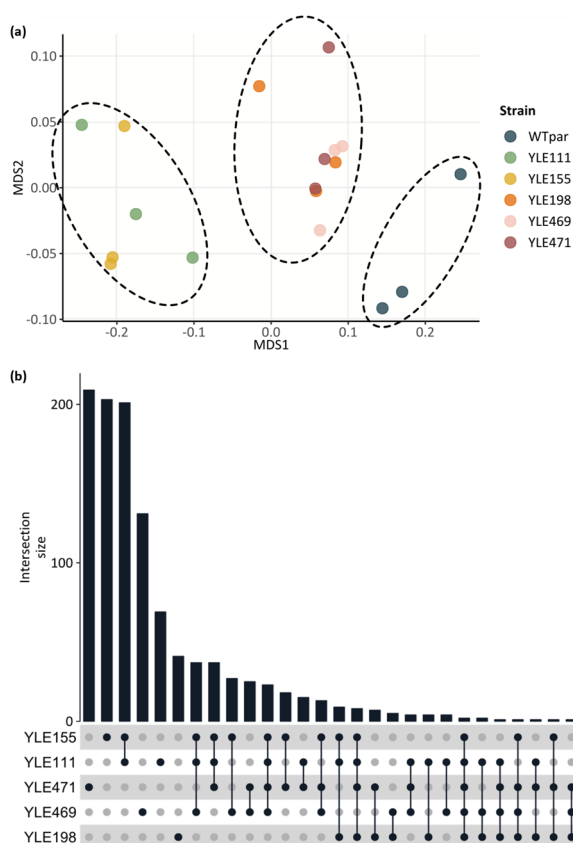 (a)
0.10
0.05
0.00
-0.05
-0.10
MDS2
-0.2
-0.1
0.0
0.1
0.2
MDS1
Strain
WTpar
YLE111
YLE155
YLE198
YLE469
YLE471
(b)
200
100
0
Intersection
size
YLE155
YLE111
YLE471
YLE469
YLE198